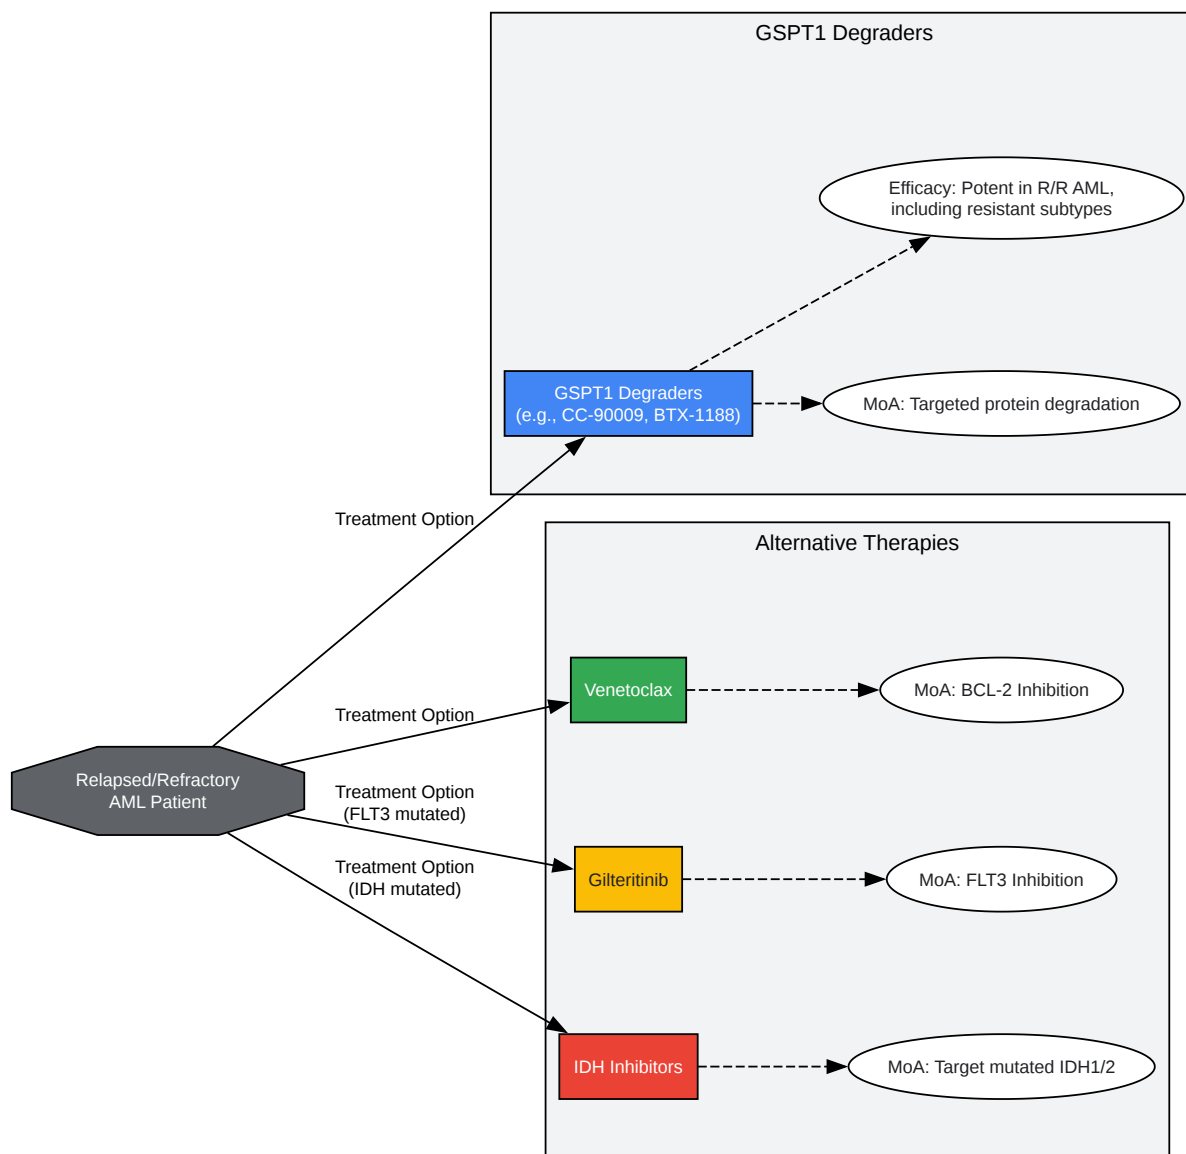 GSPT1 Degraders
Efficacy: Potent in R/R AML,
including resistant subtypes
GSPT1 Degraders
(e.g., CC-90009, BTX-1188)
MoA: Targeted protein degradation
Treatment Option
Alternative Therapies
Venetoclax
MoA: BCL-2 Inhibition
Treatment Option
Relapsed/Refractory
AML Patient
Treatment Option
(FLT3 mutated)
Gilteritinib
MoA: FLT3 Inhibition
Treatment Option
(IDH mutated)
IDH Inhibitors
MoA: Target mutated IDH1/2